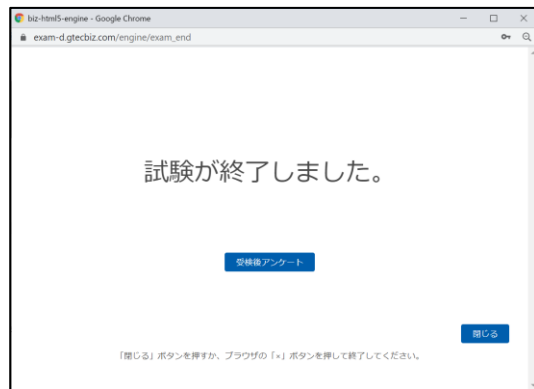 biz-html5-engine - Google Chrome
exam-d.gtecbiz.com/engine/exam_end
試験が終了しました。
受検後アンケート
閉じる
「閉じる」ボタンを押すか、ブラウザの「×」ボタンを押して終了してください。